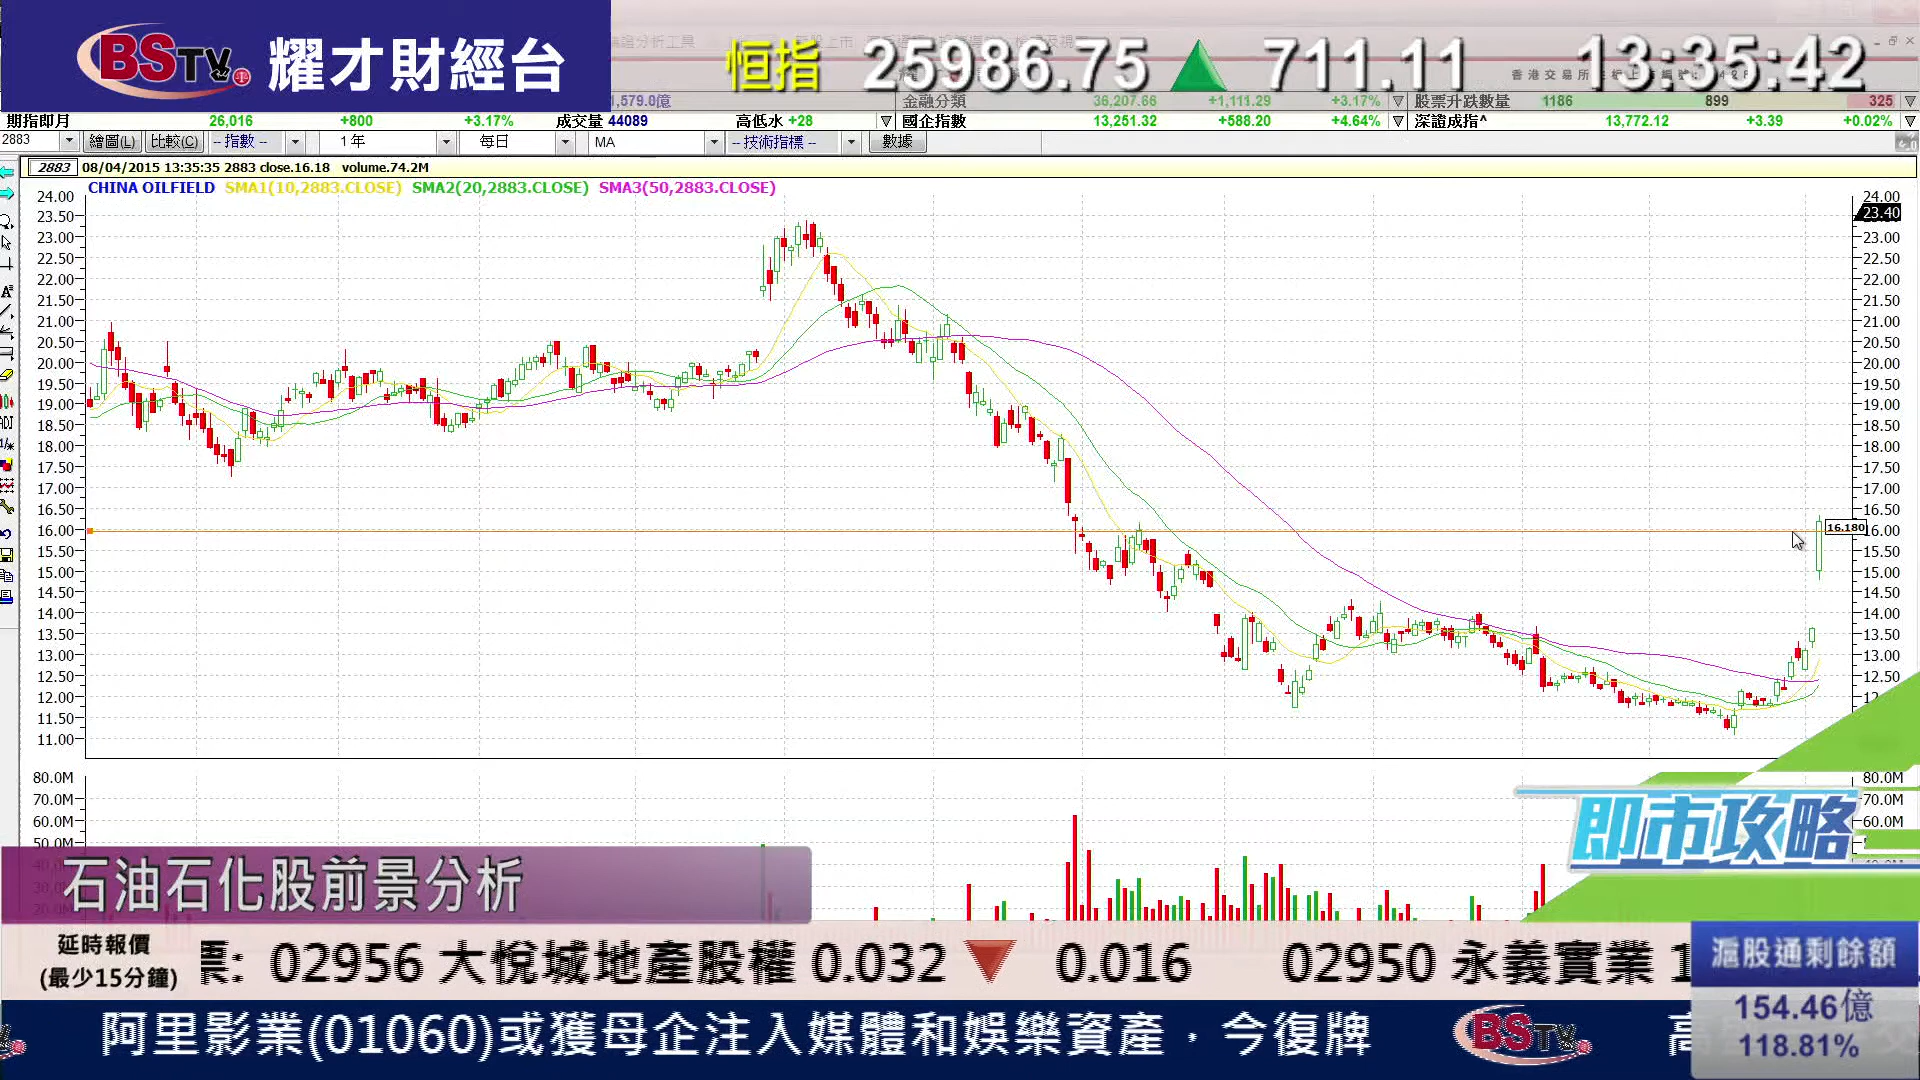 BSTV 耀才財經台
恒指 25986.75 ▲ 711.11 13:35:42
,579.0億 金融分類 36,207.66 +1,111.29 +3.17% 股票升跌數量 1186 899 325
期指即月 26,016 +800 +3.17% 成交量 44089 高低水 +28 國企指數 13,251.32 +588.20 +4.64% 深證成指^ 13,772.12 +3.39 +0.02%
2883 繪圖(L) 比較(C) -- 指數 -- 1 年 每日 MA -- 技術指標 -- 數據
2883 08/04/2015 13:35:35 2883 close.16.18 volume.74.2M
CHINA OILFIELD SMA1(10,2883.CLOSE) SMA2(20,2883.CLOSE) SMA3(50,2883.CLOSE)
24.00 24.00
23.50 23.40
23.00 23.00
22.50 22.50
22.00 22.00
21.50 21.50
21.00 21.00
20.50 20.50
20.00 20.00
19.50 19.50
19.00 19.00
18.50 18.50
18.00 18.00
17.50 17.50
17.00 17.00
16.50 16.50
16.180
16.00 16.00
15.50 15.50
15.00 15.00
14.50 14.50
14.00 14.00
13.50 13.50
13.00 13.00
12.50 12.50
12.00 12
11.50
11.00
80.0M 80.0M
70.0M 70.0M
60.0M 60.0M
50.0M
即市攻略
石油石化股前景分析
延時報價
(最少15分鐘)
票: 02956 大悅城地產股權 0.032 ▼ 0.016 02950 永義實業 1
滬股通剩餘額
154.46億
118.81%
阿里影業(01060)或獲母企注入媒體和娛樂資產，今復牌 BSTV